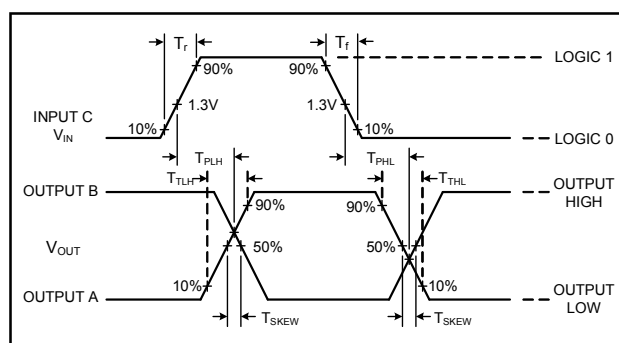 Tr
Tf
90%
90%
LOGIC 1
1.3V
1.3V
INPUT C
VIN
10%
10%
LOGIC 0
TPLH
TPHL
TTLH
TTHL
OUTPUT B
OUTPUT
HIGH
90%
90%
VOUT
50%
50%
10%
10%
OUTPUT A
OUTPUT
LOW
TSKEW
TSKEW